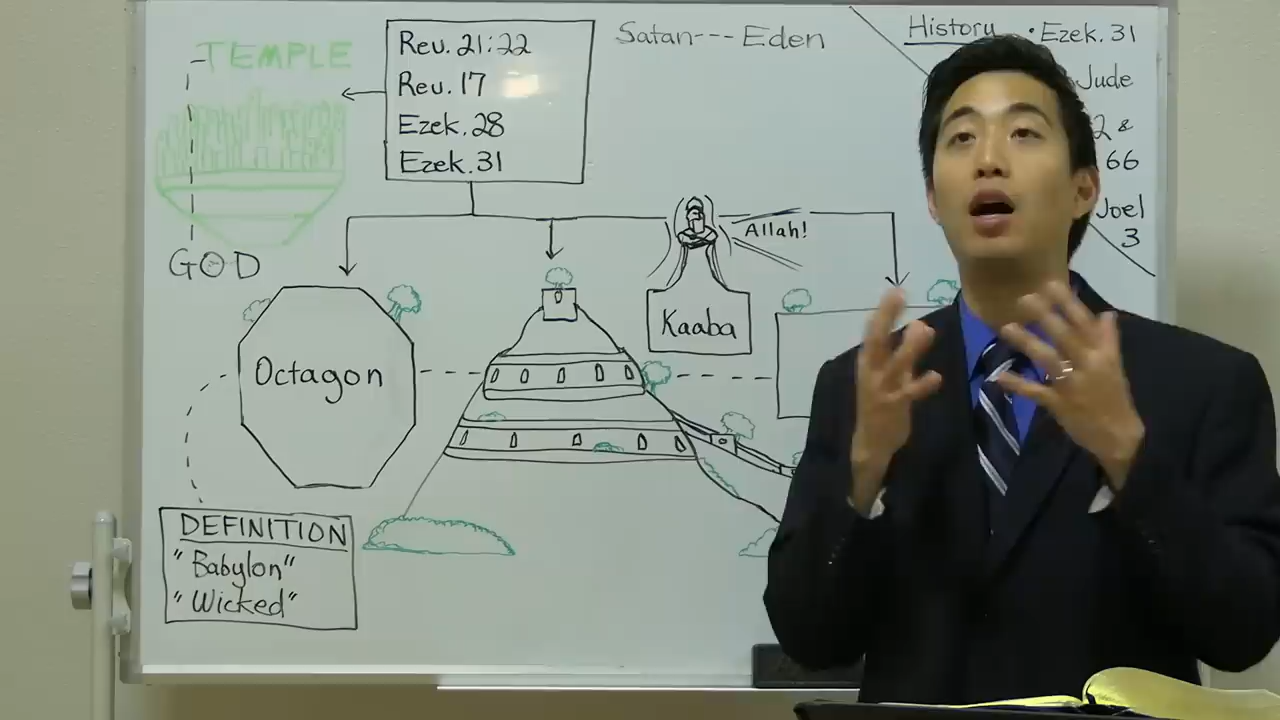 TEMPLE
Rev. 21:22
Rev. 17
Ezek. 28
Ezek. 31
Satan---Eden
History • Ezek. 31
Jude
2 &
66
Joel
3
GOD
Allah!
Octagon
Kaaba
DEFINITION
"Babylon"
"Wicked"